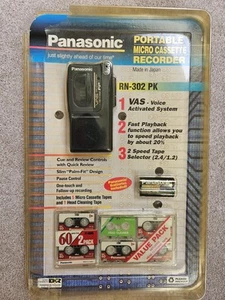 Panasonic
just slightly ahead of our time
PORTABLE
MICRO CASSETTE
RECORDER
Made in Japan
RN-302 PK
1 VAS - Voice
Activated System
2 Fast Playback
function allows you
to speed playback
by about 20%
3 2 Speed Tape
Selector (2.4/1.2)
Cue and Review Controls
with Quick Review
Slim "Palm-Fit" Design
Pause Control
One-touch and
Follow-up recording
Includes 3 Micro Cassette Tapes
and 1 Head Cleaning Tape
60
2
VALUE PACK